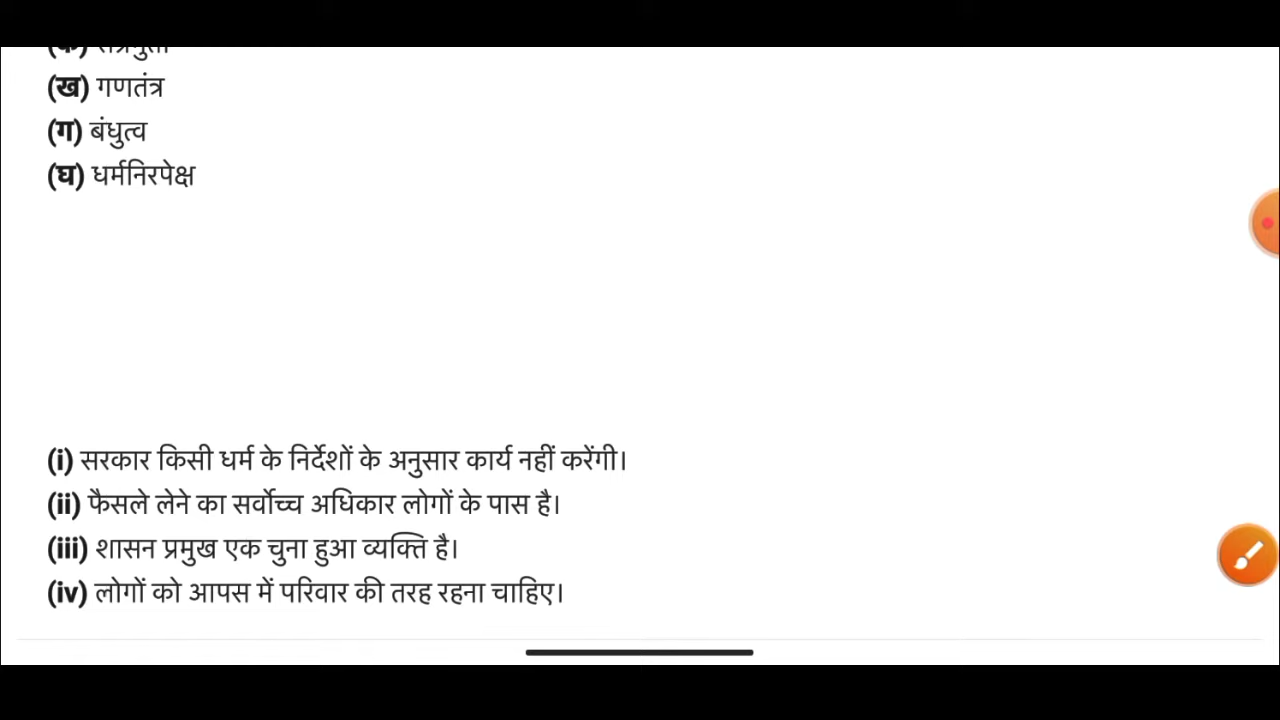 (ख) गणतंत्र
(ग) बंधुत्व
(घ) धर्मनिरपेक्ष
(i) सरकार किसी धर्म के निर्देशों के अनुसार कार्य नहीं करेंगी।
(ii) फैसले लेने का सर्वोच्च अधिकार लोगों के पास है।
(iii) शासन प्रमुख एक चुना हुआ व्यक्ति है।
(iv) लोगों को आपस में परिवार की तरह रहना चाहिए।